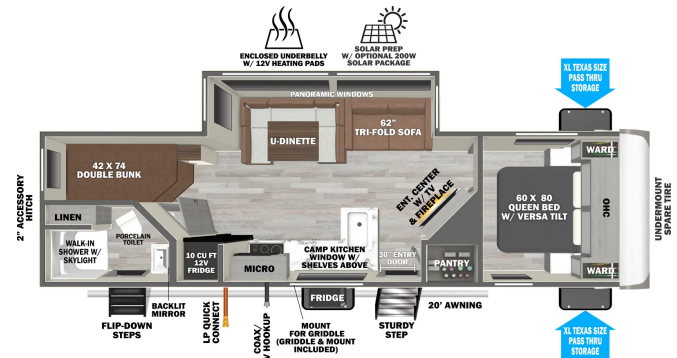 ENCLOSED UNDERBELLY
W/ 12V HEATING PADS
SOLAR PREP
W/ OPTIONAL 200W
SOLAR PACKAGE
XL TEXAS SIZE
PASS THRU
STORAGE
PANORAMIC WINDOWS
U-DINETTE
62"
TRI-FOLD SOFA
42 X 74
DOUBLE BUNK
2" ACCESSORY
HITCH
LINEN
PORCELAIN
TOILET
WALK-IN
SHOWER W/
SKYLIGHT
ENT. CENTER
W/ TV
& FIREPLACE
WARD
60 X 80
QUEEN BED
W/ VERSA TILT
OHC
UNDERMOUNT
SPARE TIRE
10 CU FT
12V
FRIDGE
MICRO
CAMP KITCHEN
WINDOW W/
SHELVES ABOVE
30" ENTRY
DOOR
PANTRY
WARD
FLIP-DOWN
STEPS
BACKLIT
MIRROR
LP QUICK
CONNECT
COAX/
HOOKUP
FRIDGE
MOUNT
FOR GRIDDLE
(GRIDDLE & MOUNT
INCLUDED)
STURDY
STEP
20' AWNING
XL TEXAS SIZE
PASS THRU
STORAGE